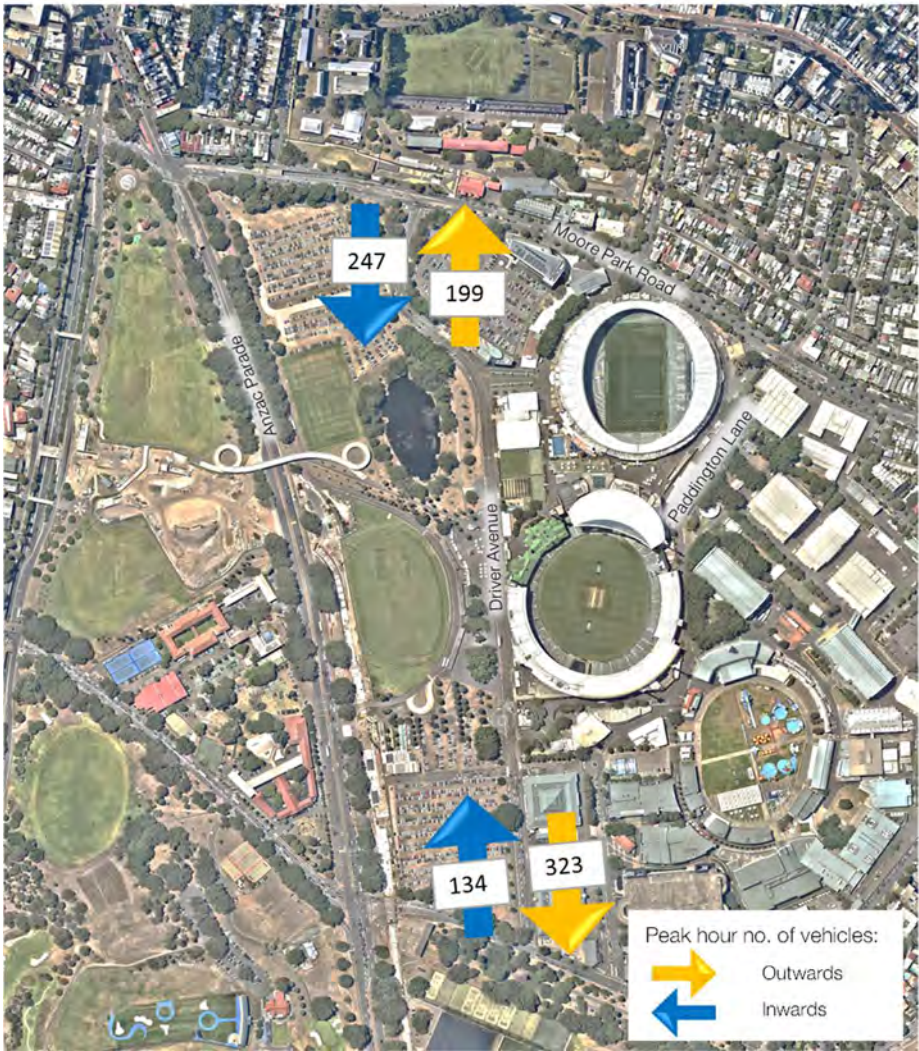 247
199
Moore Park Road
Anzac Parade
Paddington Lane
Driver Avenue
134
323
Peak hour no. of vehicles:
Outwards
Inwards